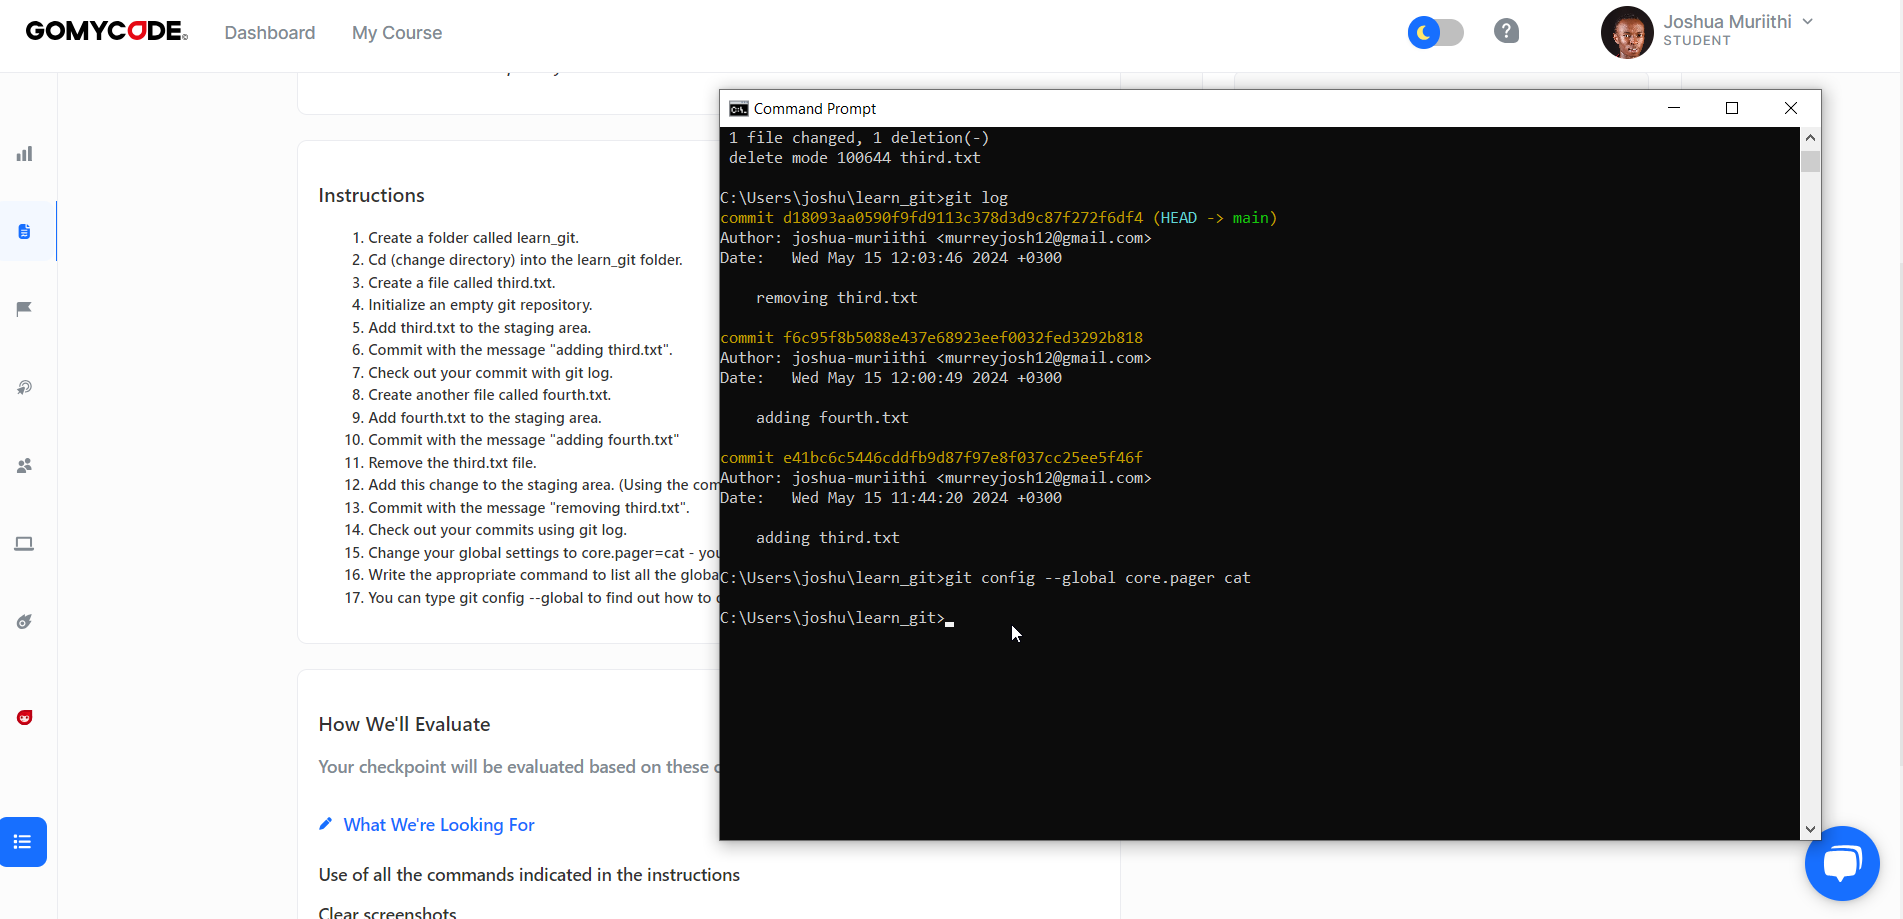 GOMYCODE
Dashboard
My Course
?
Joshua Muriithi
STUDENT
Instructions
1. Create a folder called learn_git.
2. Cd (change directory) into the learn_git folder.
3. Create a file called third.txt.
4. Initialize an empty git repository.
5. Add third.txt to the staging area.
6. Commit with the message "adding third.txt".
7. Check out your commit with git log.
8. Create another file called fourth.txt.
9. Add fourth.txt to the staging area.
10. Commit with the message "adding fourth.txt"
11. Remove the third.txt file.
12. Add this change to the staging area. (Using the com
13. Commit with the message "removing third.txt".
14. Check out your commits using git log.
15. Change your global settings to core.pager=cat - you
16. Write the appropriate command to list all the globa
17. You can type git config --global to find out how to
How We'll Evaluate
Your checkpoint will be evaluated based on these
What We're Looking For
Use of all the commands indicated in the instructions
Clear screenshots
Command Prompt
1 file changed, 1 deletion(-)
delete mode 100644 third.txt
C:\Users\joshu\learn_git>git log
commit d18093aa0590f9fd9113c378d3d9c87f272f6df4 (HEAD -> main)
Author: joshua-muriithi <murreyjosh12@gmail.com>
Date:   Wed May 15 12:03:46 2024 +0300
removing third.txt
commit f6c95f8b5088e437e68923eef0032fed3292b818
Author: joshua-muriithi <murreyjosh12@gmail.com>
Date:   Wed May 15 12:00:49 2024 +0300
adding fourth.txt
commit e41bc6c5446cddfb9d87f97e8f037cc25ee5f46f
Author: joshua-muriithi <murreyjosh12@gmail.com>
Date:   Wed May 15 11:44:20 2024 +0300
adding third.txt
C:\Users\joshu\learn_git>git config --global core.pager cat
C:\Users\joshu\learn_git>